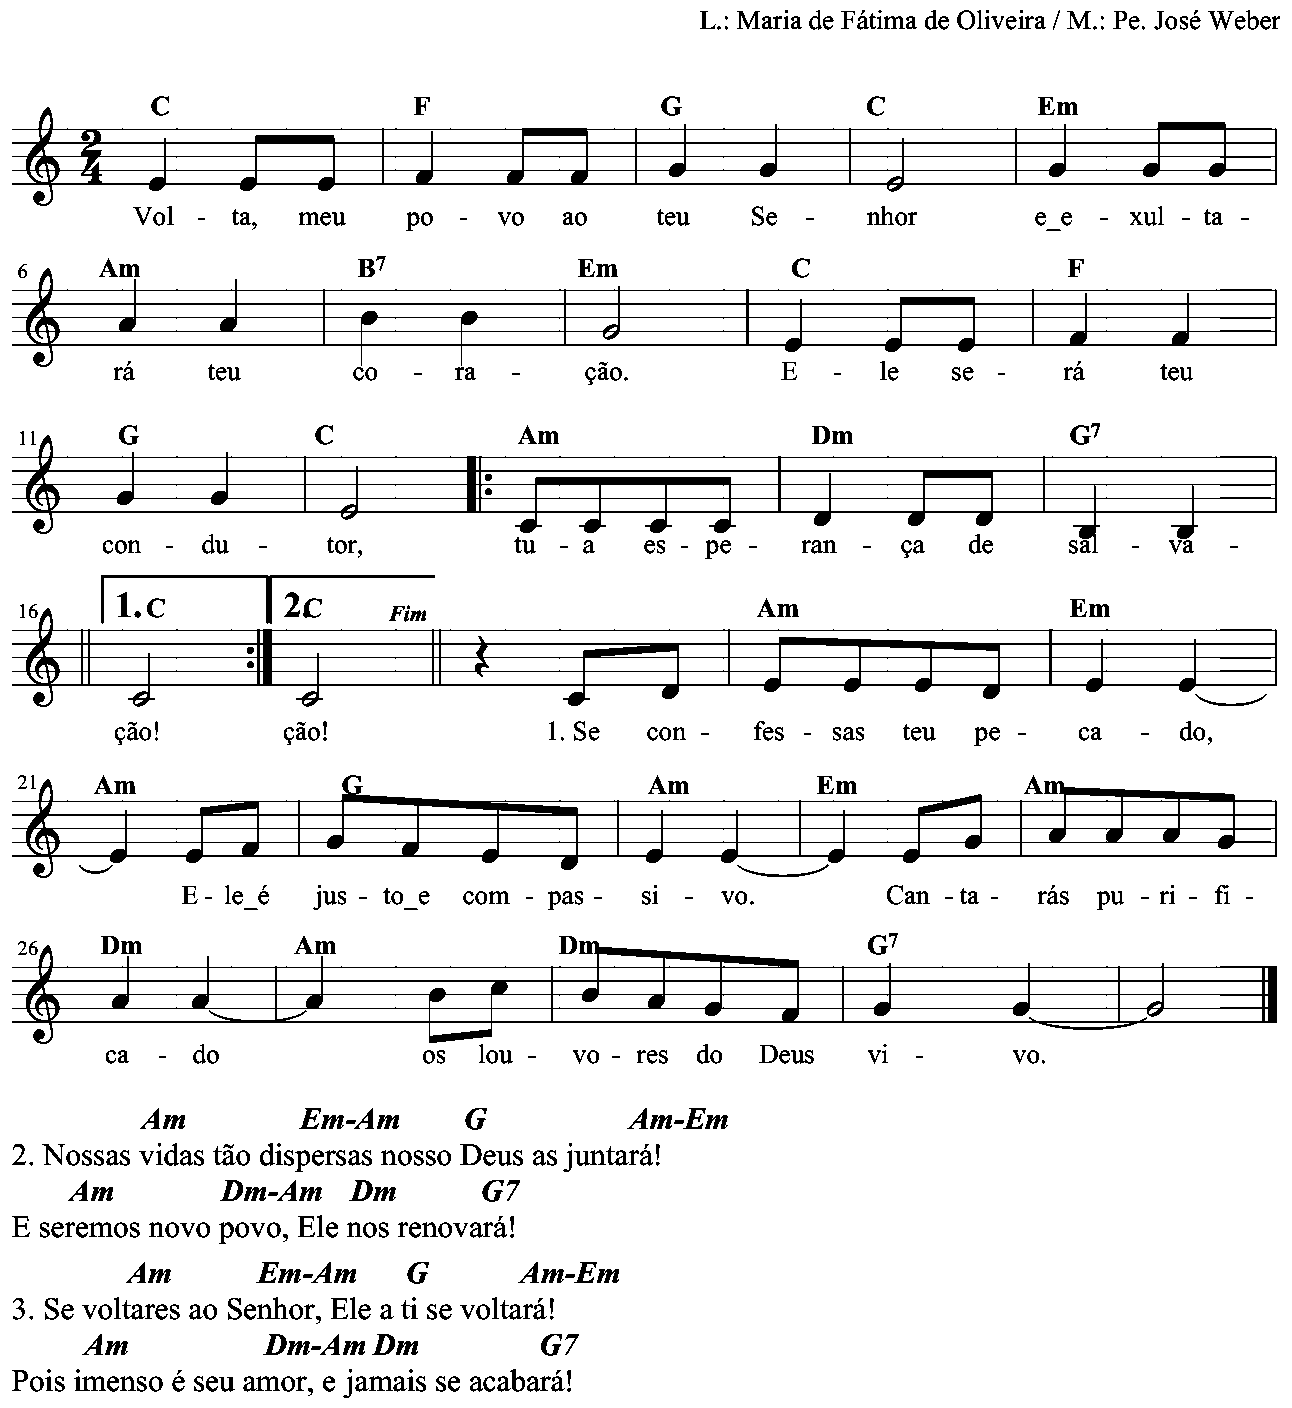 L.: Maria de Fátima de Oliveira / M.: Pe. José Weber
C F G C Em
2 4
Vol - ta, meu po - vo ao teu Se - nhor e_e - xul - ta -
6 Am B7 Em C F
rá teu co - ra - ção. E - le se - rá teu
11 G C Am Dm G7
con - du - tor, tu - a es - pe - ran - ça de sal - va -
16 1. C 2. C Fim Am Em
ção! ção! 1. Se con - fes - sas teu pe - ca - do,
21 Am G Am Em Am
E - le_é jus - to_e com - pas - si - vo. Can - ta - rás pu - ri - fi -
26 Dm Am Dm G7
ca - do os lou - vo - res do Deus vi - vo.
Am Em-Am G Am-Em
2. Nossas vidas tão dispersas nosso Deus as juntará!
Am Dm-Am Dm G7
E seremos novo povo, Ele nos renovará!
Am Em-Am G Am-Em
3. Se voltares ao Senhor, Ele a ti se voltará!
Am Dm-Am Dm G7
Pois imenso é seu amor, e jamais se acabará!